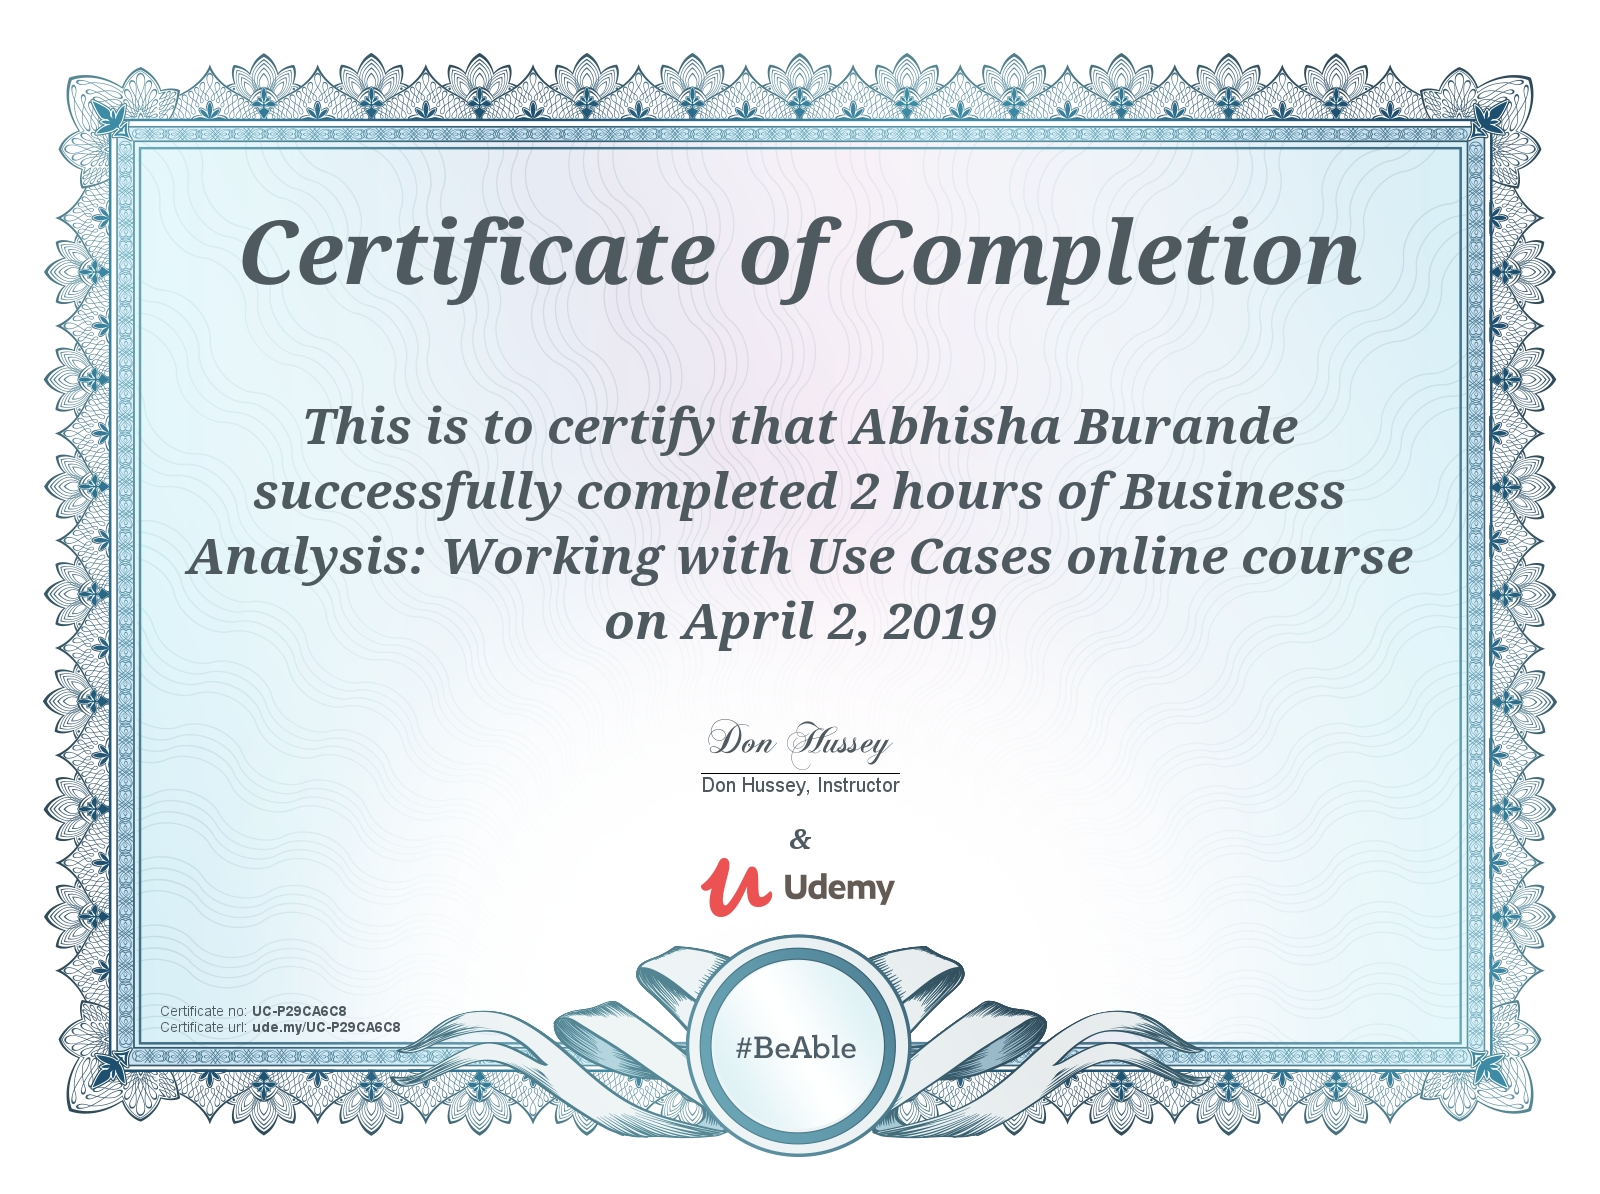 Certificate of Completion
This is to certify that Abhisha Burande
successfully completed 2 hours of Business
Analysis: Working with Use Cases online course
on April 2, 2019
Don Hussey
Don Hussey, Instructor
&
Udemy
Certificate no: UC-P29CA6C8
Certificate url: ude.my/UC-P29CA6C8
#BeAble